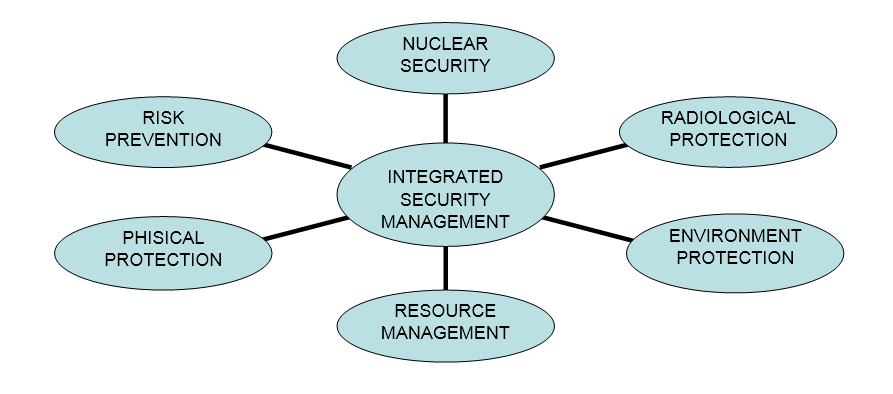 NUCLEAR
SECURITY
RISK
PREVENTION
RADIOLOGICAL
PROTECTION
INTEGRATED
SECURITY
MANAGEMENT
PHISICAL
PROTECTION
ENVIRONMENT
PROTECTION
RESOURCE
MANAGEMENT